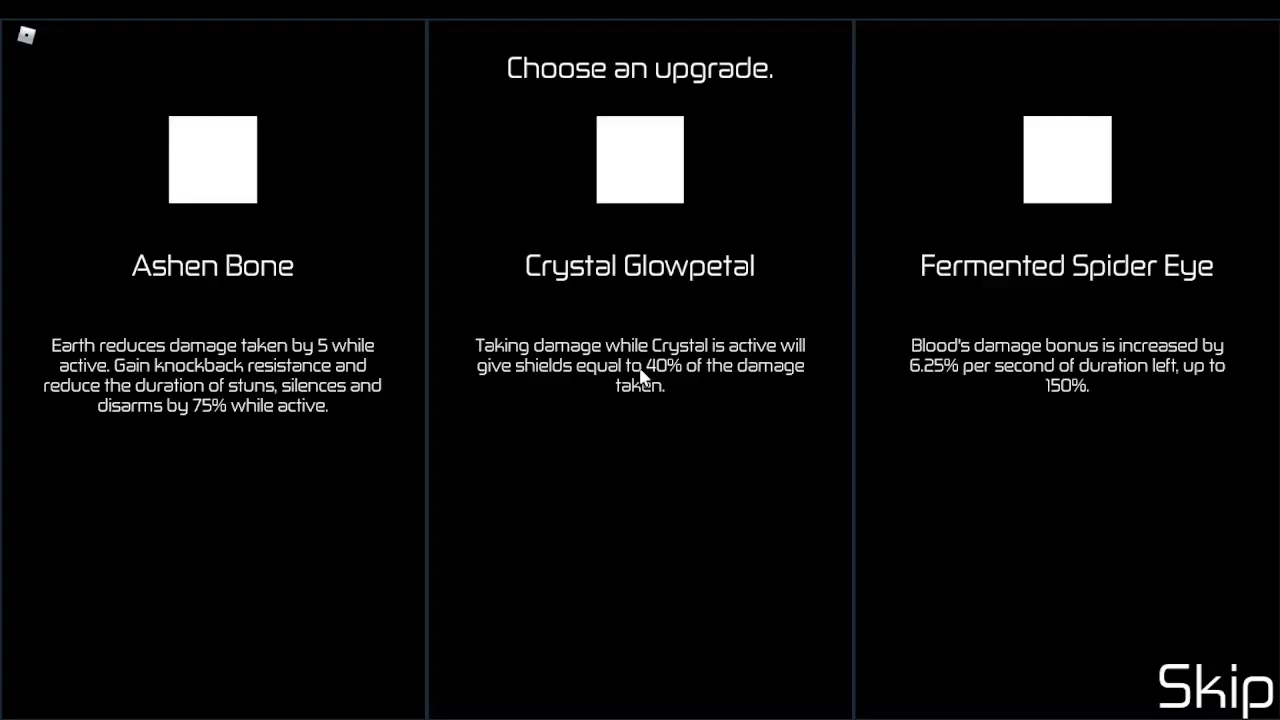 Choose an upgrade.
Ashen Bone
Earth reduces damage taken by 5 while
active. Gain knockback resistance and
reduce the duration of stuns, silences and
disarms by 75% while active.
Crystal Glowpetal
Taking damage while Crystal is active will
give shields equal to 40% of the damage
taken.
Fermented Spider Eye
Blood's damage bonus is increased by
6.25% per second of duration left, up to
150%.
Skip